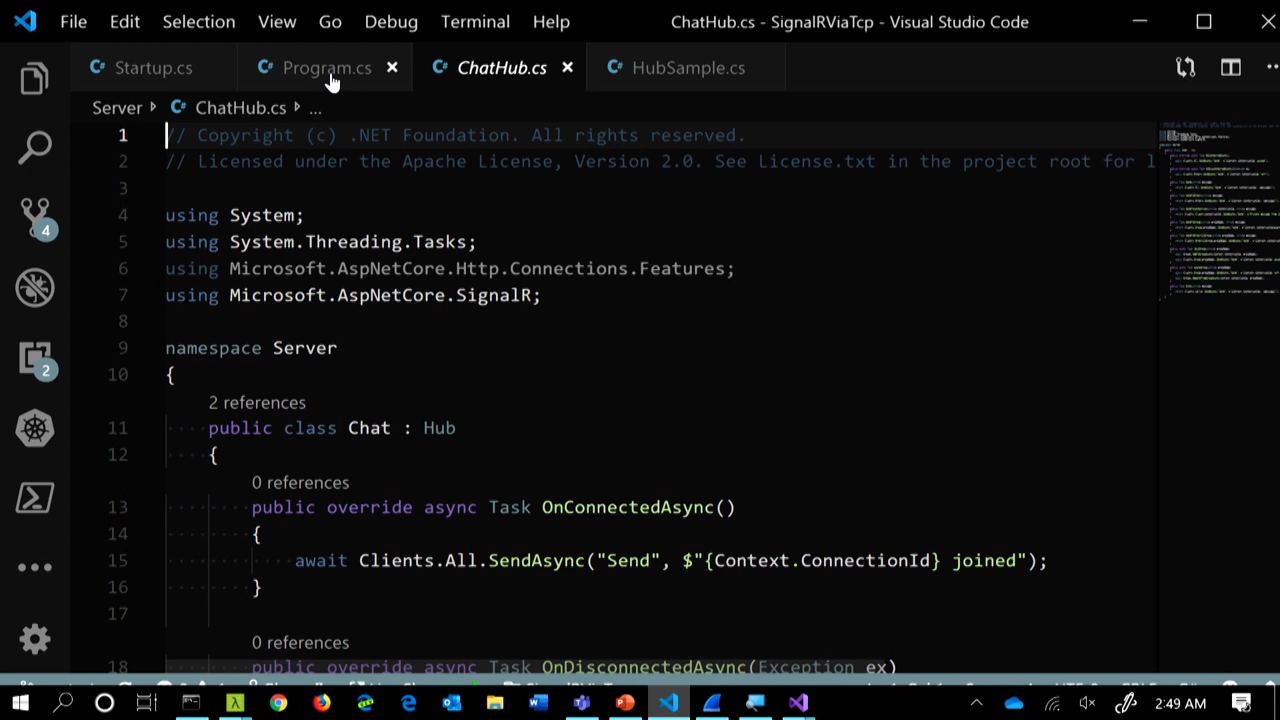 File Edit Selection View Go Debug Terminal Help ChatHub.cs - SignalRViaTcp - Visual Studio Code
C# Startup.cs C# Program.cs C# ChatHub.cs C# HubSample.cs
Server C# ChatHub.cs ...
1 // Copyright (c) .NET Foundation. All rights reserved.
2 // Licensed under the Apache License, Version 2.0. See License.txt in the project root for l
3
4 using System;
5 using System.Threading.Tasks;
6 using Microsoft.AspNetCore.Http.Connections.Features;
7 using Microsoft.AspNetCore.SignalR;
8
9 namespace Server
10 {
2 references
11 public class Chat : Hub
12 {
0 references
13 public override async Task OnConnectedAsync()
14 {
15 await Clients.All.SendAsync("Send", $"{Context.ConnectionId} joined");
16 }
17
0 references
18 public override async Task OnDisconnectedAsync(Exception ex)
4
2
2:49 AM